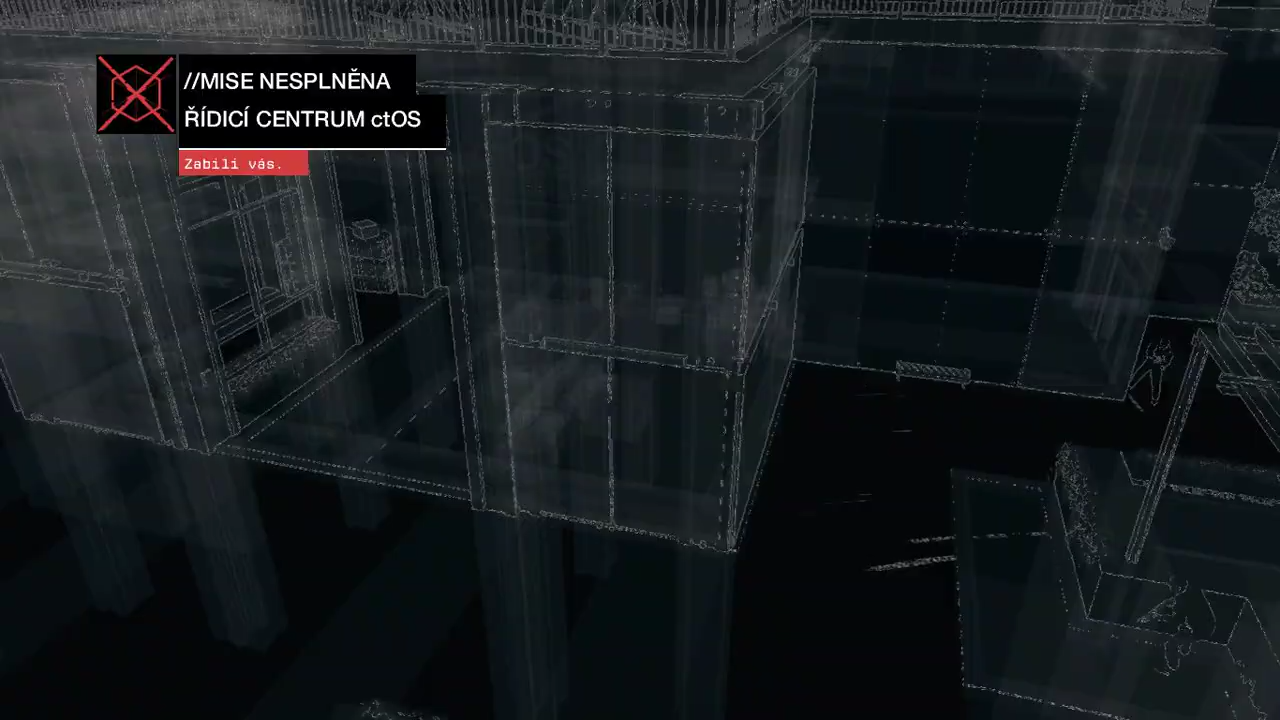 //MISE NESPLNĚNA
ŘÍDICÍ CENTRUM ctOS
Zabili vás.